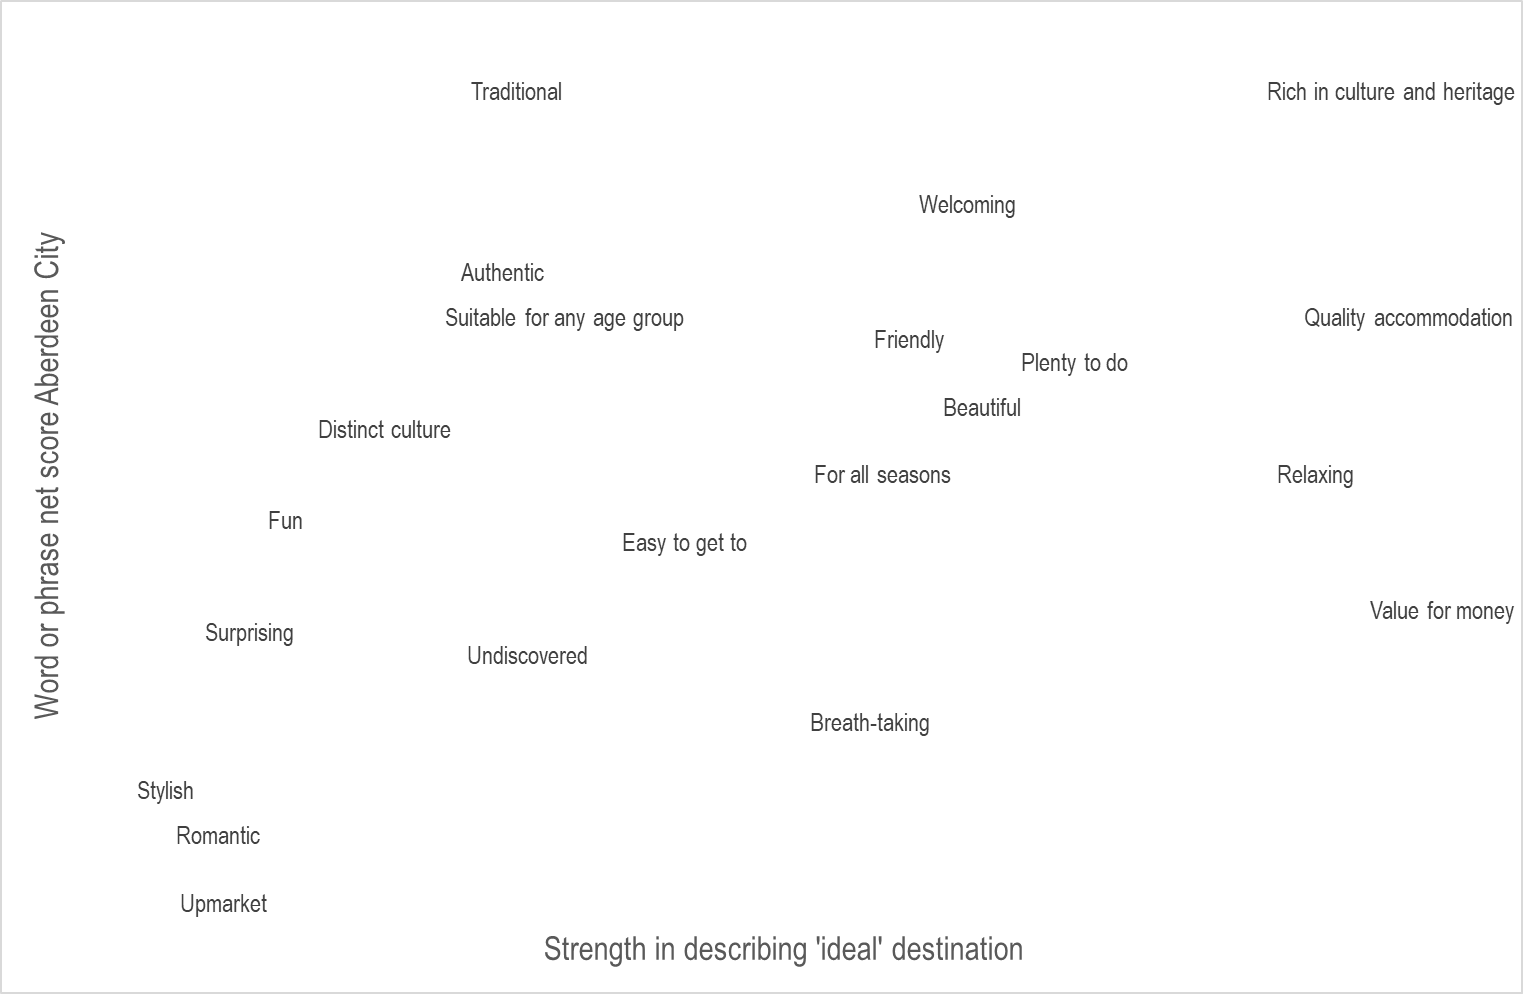 Traditional
Rich in culture and heritage
Welcoming
Authentic
Suitable for any age group
Quality accommodation
Friendly
Plenty to do
Beautiful
Distinct culture
For all seasons
Relaxing
Fun
Easy to get to
Value for money
Surprising
Undiscovered
Breath-taking
Stylish
Romantic
Upmarket
Word or phrase net score Aberdeen City
Strength in describing 'ideal' destination